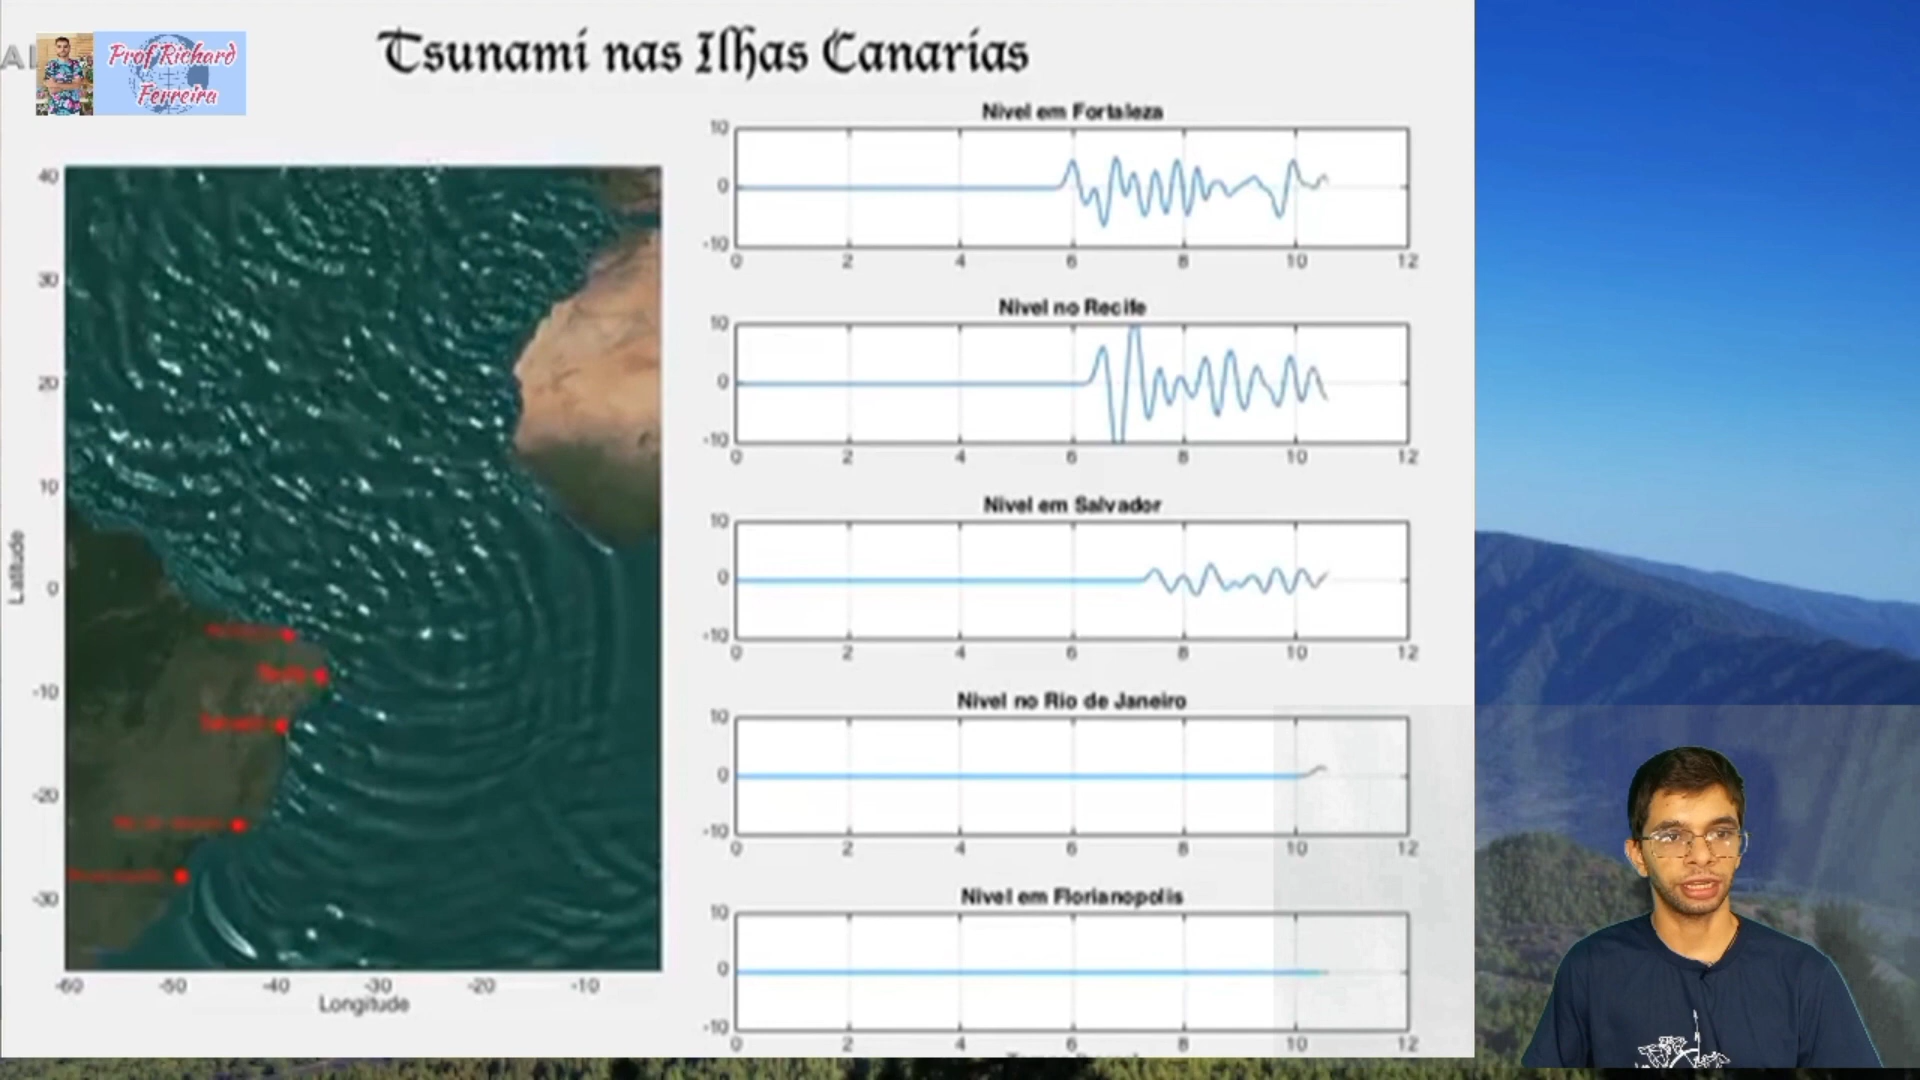 Prof Richard
Ferreira
Tsunami nas Ilhas Canarias
Nivel em Fortaleza
10
0
-10
0 2 4 6 8 10 12
Nivel no Recife
10
0
-10
0 2 4 6 8 10 12
Nivel em Salvador
10
0
-10
0 2 4 6 8 10 12
Nivel no Rio de Janeiro
10
0
-10
0 2 4 6 8 10 12
Nivel em Florianopolis
10
0
-10
0 2 4 6 8 10 12
Latitude
40
30
20
10
0
-10
-20
-30
-60 -50 -40 -30 -20 -10
Longitude